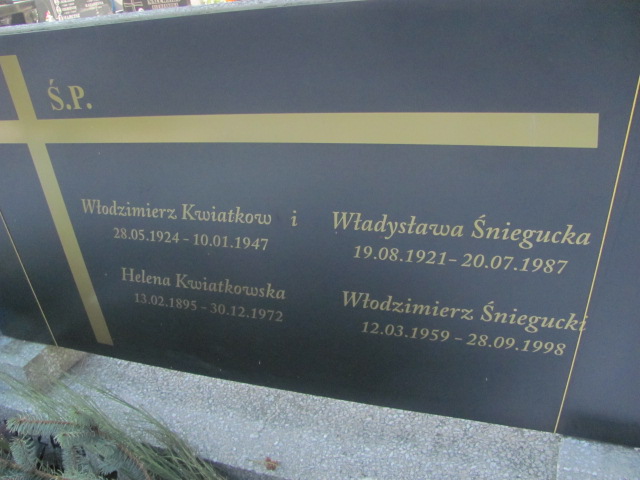 Ś.P.
Włodzimierz Kwiatkow i
28.05.1924 - 10.01.1947
Helena Kwiatkowska
13.02.1895 - 30.12.1972
Władysława Śniegucka
19.08.1921 - 20.07.1987
Włodzimierz Śniegucki
12.03.1959 - 28.09.1998